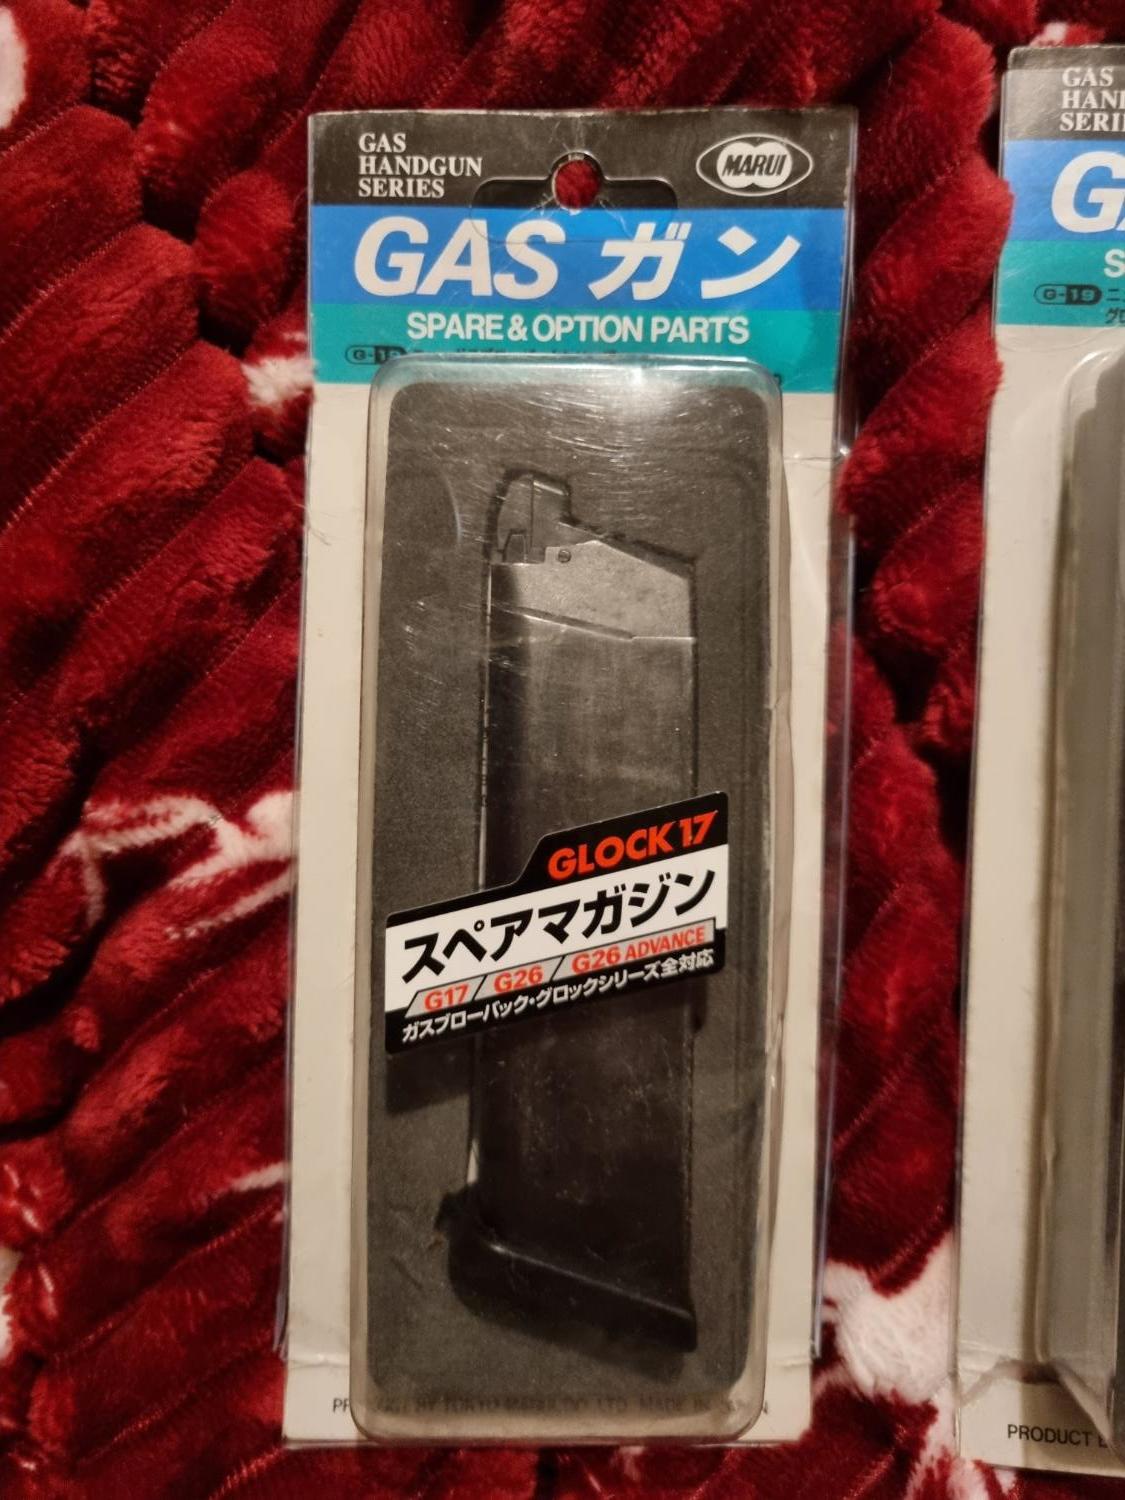 GAS
HANDGUN
SERIES
MARUI
GAS ガン
SPARE & OPTION PARTS
GLOCK 17
スペアマガジン
G17 / G26 / G26 ADVANCE
ガスブローバック・グロックシリーズ全対応
MADE IN
GAS
G-19
PRODUCT